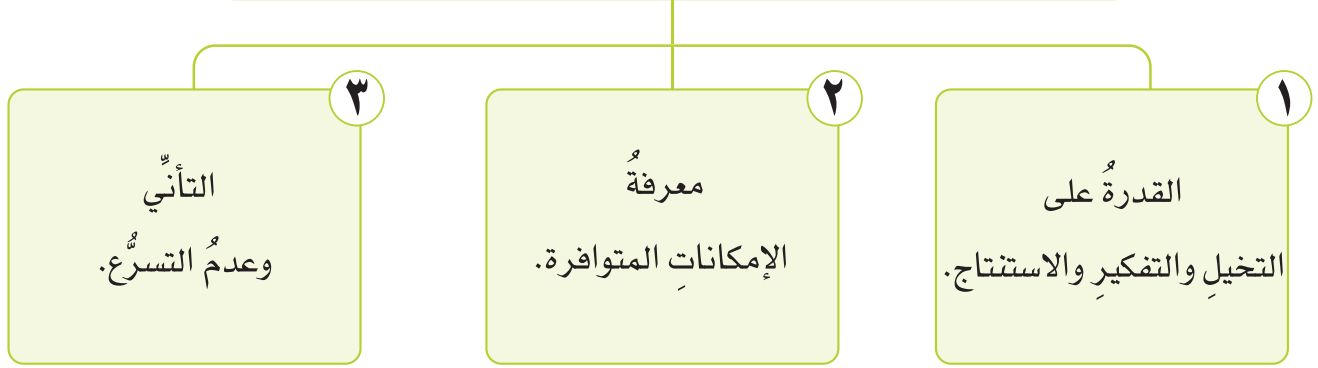 ١
القدرةُ على
التخيلِ والتفكيرِ والاستنتاج.
٢
معرفةُ
الإمكاناتِ المتوافرة.
٣
التأنِّي
وعدمُ التسرُّع.